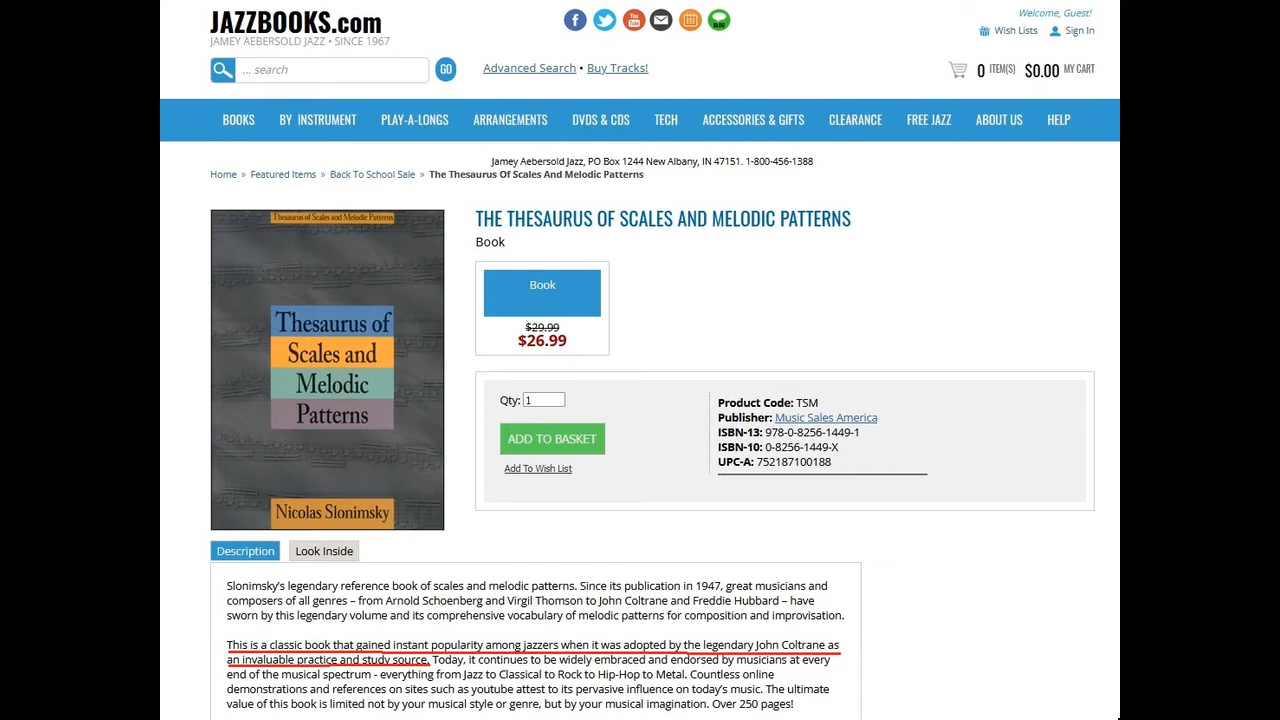 JAZZBOOKS.com
JAMEY AEBERSOLD JAZZ • SINCE 1967
You Tube
BLOG
Welcome, Guest!
Wish Lists Sign In
... search GO Advanced Search • Buy Tracks! 0 ITEM(S) $0.00 MY CART
BOOKS BY INSTRUMENT PLAY-A-LONGS ARRANGEMENTS DVDS & CDS TECH ACCESSORIES & GIFTS CLEARANCE FREE JAZZ ABOUT US HELP
Jamey Aebersold Jazz, PO Box 1244 New Albany, IN 47151. 1-800-456-1388
Home » Featured Items » Back To School Sale » The Thesaurus Of Scales And Melodic Patterns
Thesaurus of Scales and Melodic Patterns
Thesaurus of
Scales and
Melodic
Patterns
Nicolas Slonimsky
THE THESAURUS OF SCALES AND MELODIC PATTERNS
Book
Book
$29.99
$26.99
Qty: 1
ADD TO BASKET
Add To Wish List
Product Code: TSM
Publisher: Music Sales America
ISBN-13: 978-0-8256-1449-1
ISBN-10: 0-8256-1449-X
UPC-A: 752187100188
Description Look Inside
Slonimsky's legendary reference book of scales and melodic patterns. Since its publication in 1947, great musicians and
composers of all genres – from Arnold Schoenberg and Virgil Thomson to John Coltrane and Freddie Hubbard – have
sworn by this legendary volume and its comprehensive vocabulary of melodic patterns for composition and improvisation.
This is a classic book that gained instant popularity among jazzers when it was adopted by the legendary John Coltrane as
an invaluable practice and study source. Today, it continues to be widely embraced and endorsed by musicians at every
end of the musical spectrum - everything from Jazz to Classical to Rock to Hip-Hop to Metal. Countless online
demonstrations and references on sites such as youtube attest to its pervasive influence on today's music. The ultimate
value of this book is limited not by your musical style or genre, but by your musical imagination. Over 250 pages!